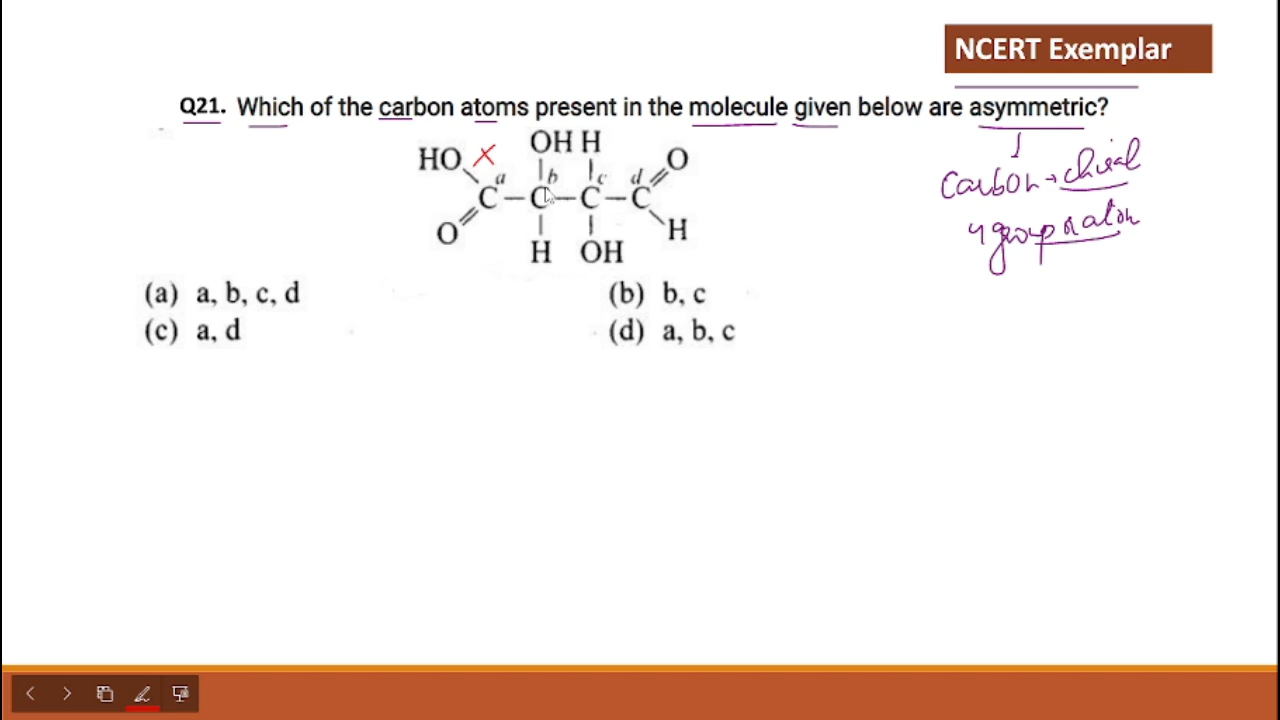 NCERT Exemplar
Q21. Which of the carbon atoms present in the molecule given below are asymmetric?
HO OH H O
a b c d
C – C – C – C
O H OH H
Carbon → chiral
4 group
(a) a, b, c, d (b) b, c
(c) a, d (d) a, b, c